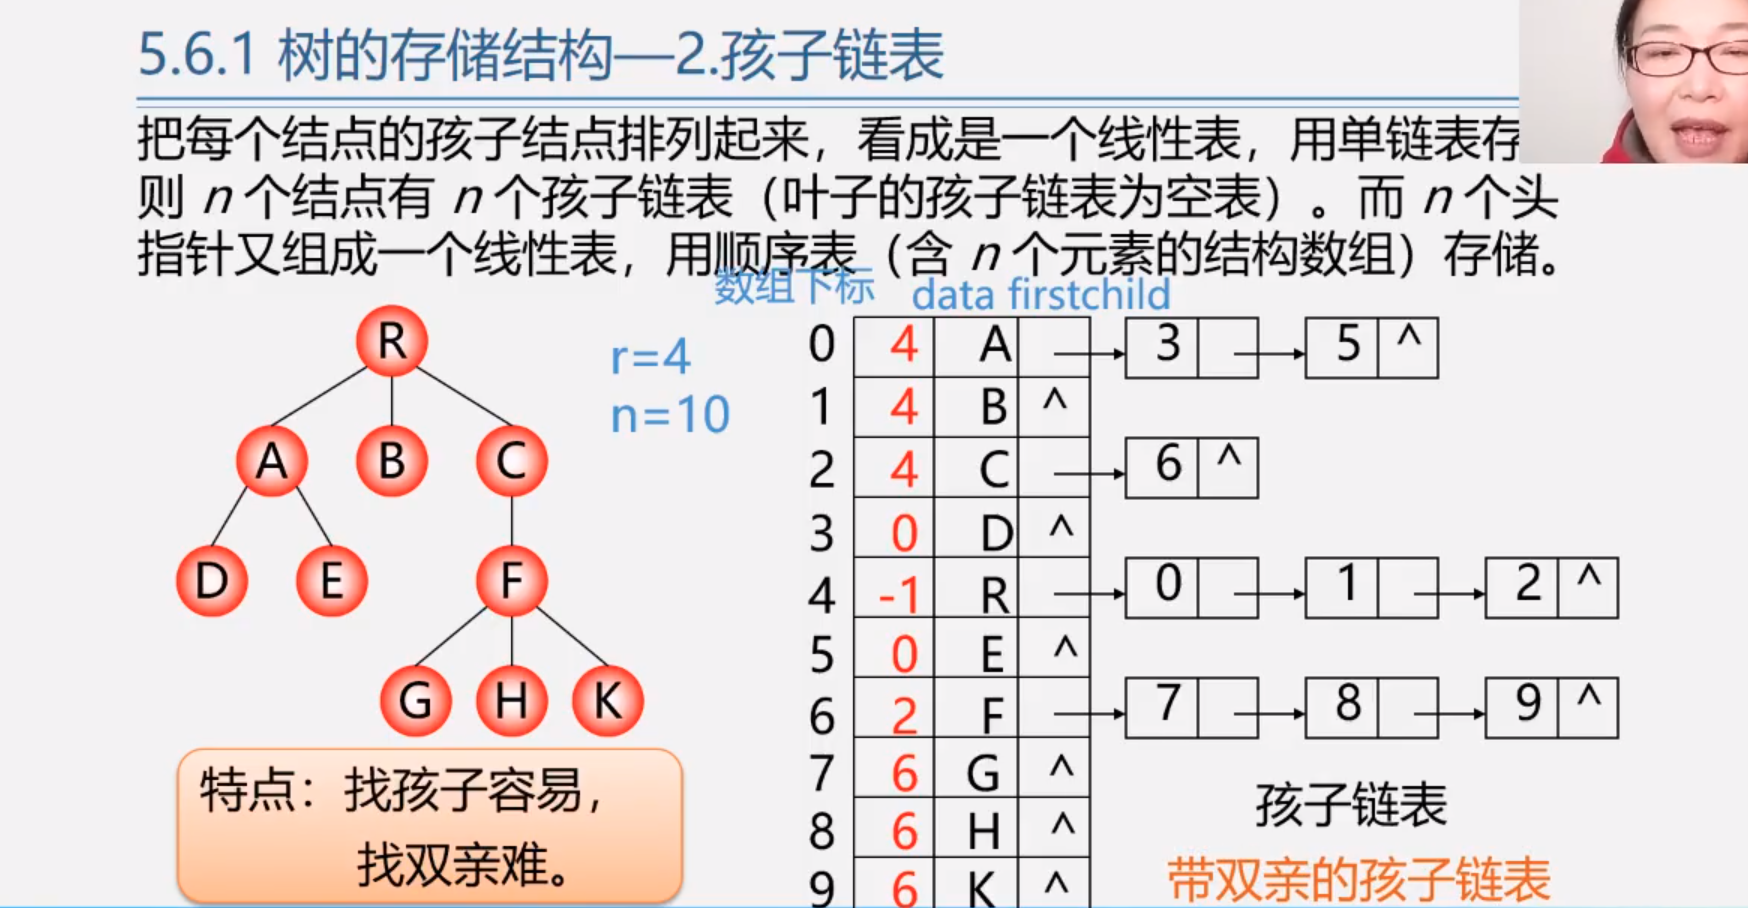 5.6.1 树的存储结构—2.孩子链表
把每个结点的孩子结点排列起来，看成是一个线性表，用单链表存
则 n 个结点有 n 个孩子链表（叶子的孩子链表为空表）。而 n 个头
指针又组成一个线性表，用顺序表（含 n 个元素的结构数组）存储。
数组下标 data firstchild
R
A B C
D E F
G H K
r=4
n=10
0 4 A 3 5 ^
1 4 B ^
2 4 C 6 ^
3 0 D ^
4 -1 R 0 1 2 ^
5 0 E ^
6 2 F 7 8 9 ^
7 6 G ^
8 6 H ^
9 6 K ^
特点：找孩子容易，
找双亲难。
孩子链表
带双亲的孩子链表